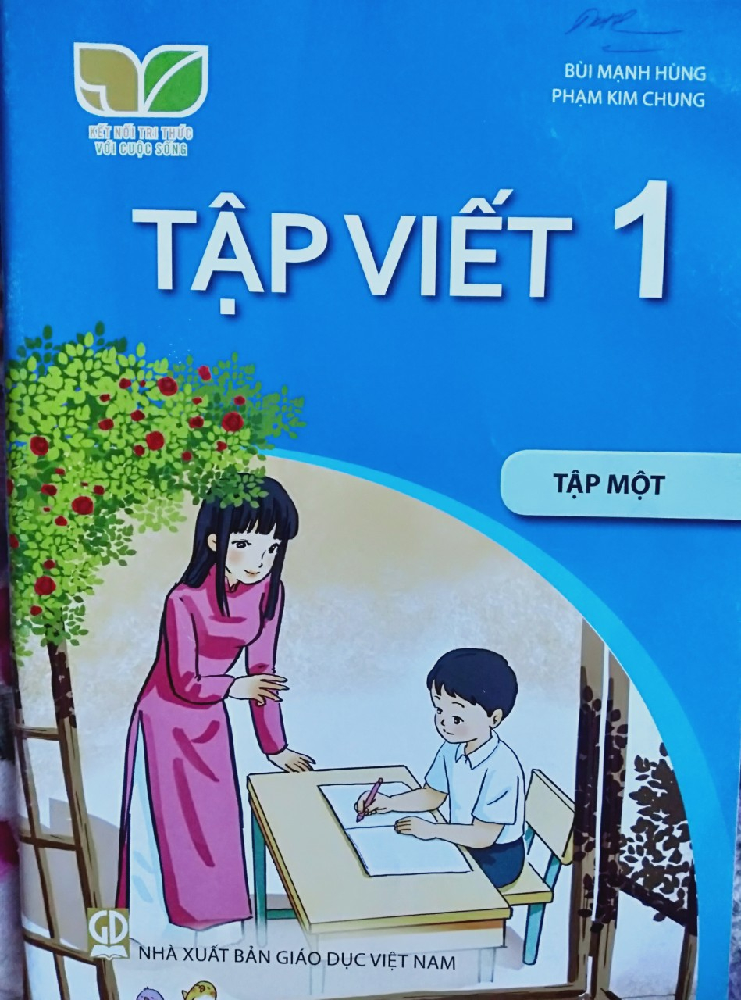 BÙI MẠNH HÙNG
PHẠM KIM CHUNG
KẾT NỐI TRI THỨC
VỚI CUỘC SỐNG
TẬP VIẾT 1
TẬP MỘT
GD
NHÀ XUẤT BẢN GIÁO DỤC VIỆT NAM